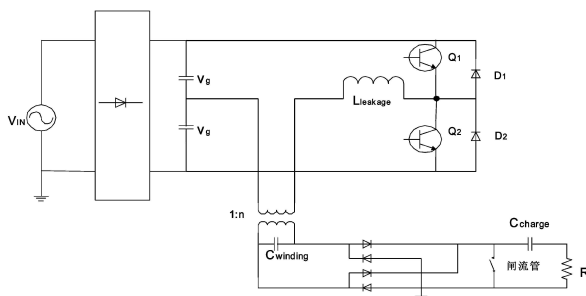 Q1
Vg
D1
Lleakage
VIN
Vg
Q2
D2
1:n
Ccharge
Cwinding
闸流管
R